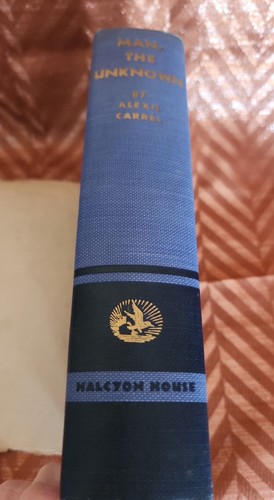 MAN,
THE
UNKNOWN
BY
ALEXIS
CARREL
HALCYON HOUSE